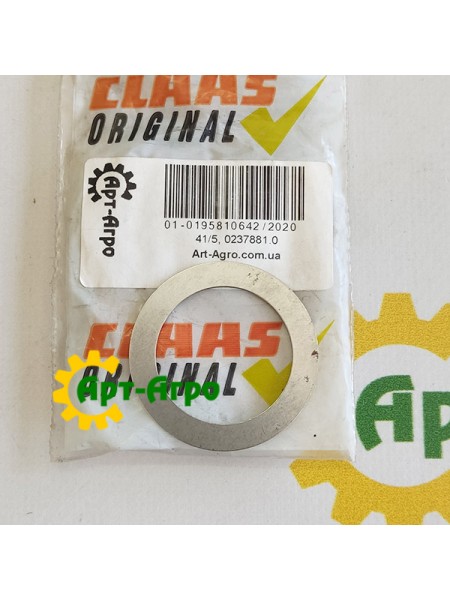 CLAAS
ORIGINAL
Арт-Агро
01-0195810642/2020
41/5, 0237881.0
Art-Agro.com.ua
CLAAS
ORIGINAL
Арт-Агро
Арт